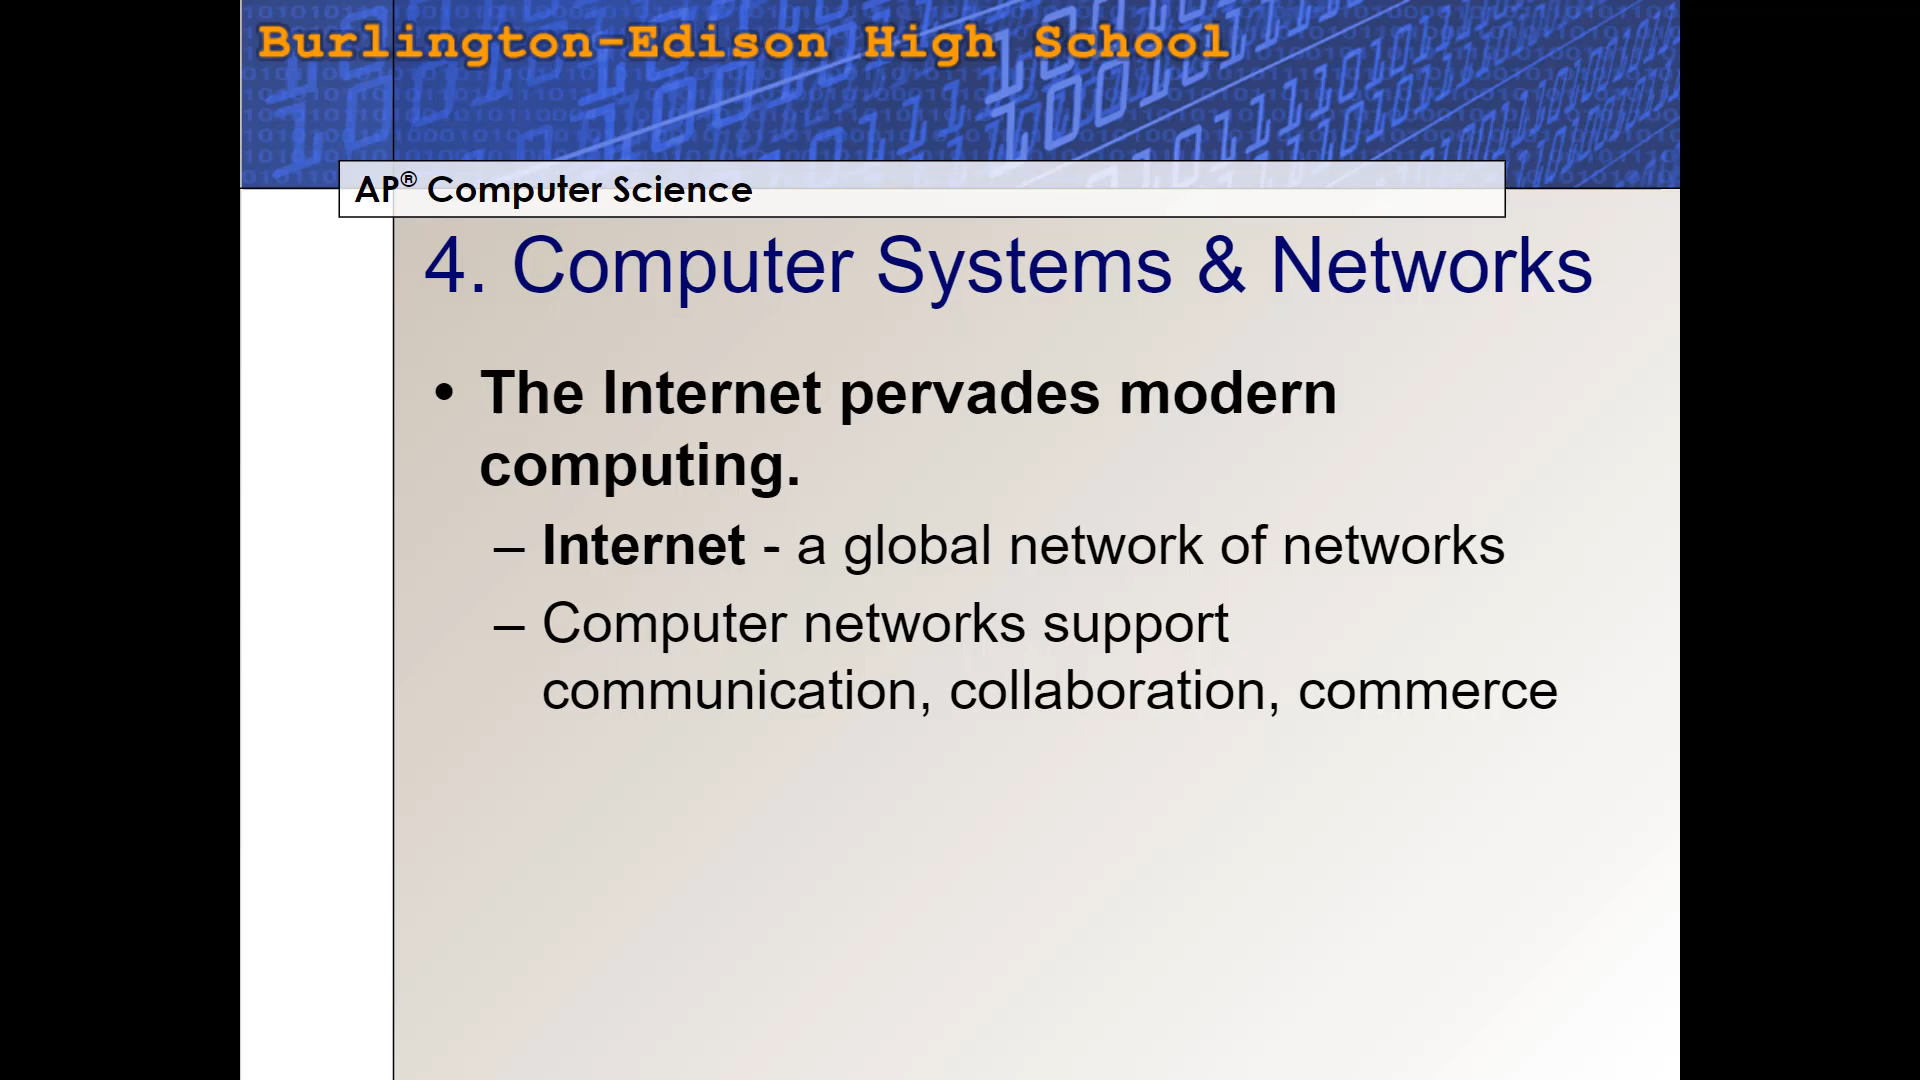 Burlington-Edison High School
AP® Computer Science
4. Computer Systems & Networks
• The Internet pervades modern
computing.
– Internet - a global network of networks
– Computer networks support
communication, collaboration, commerce